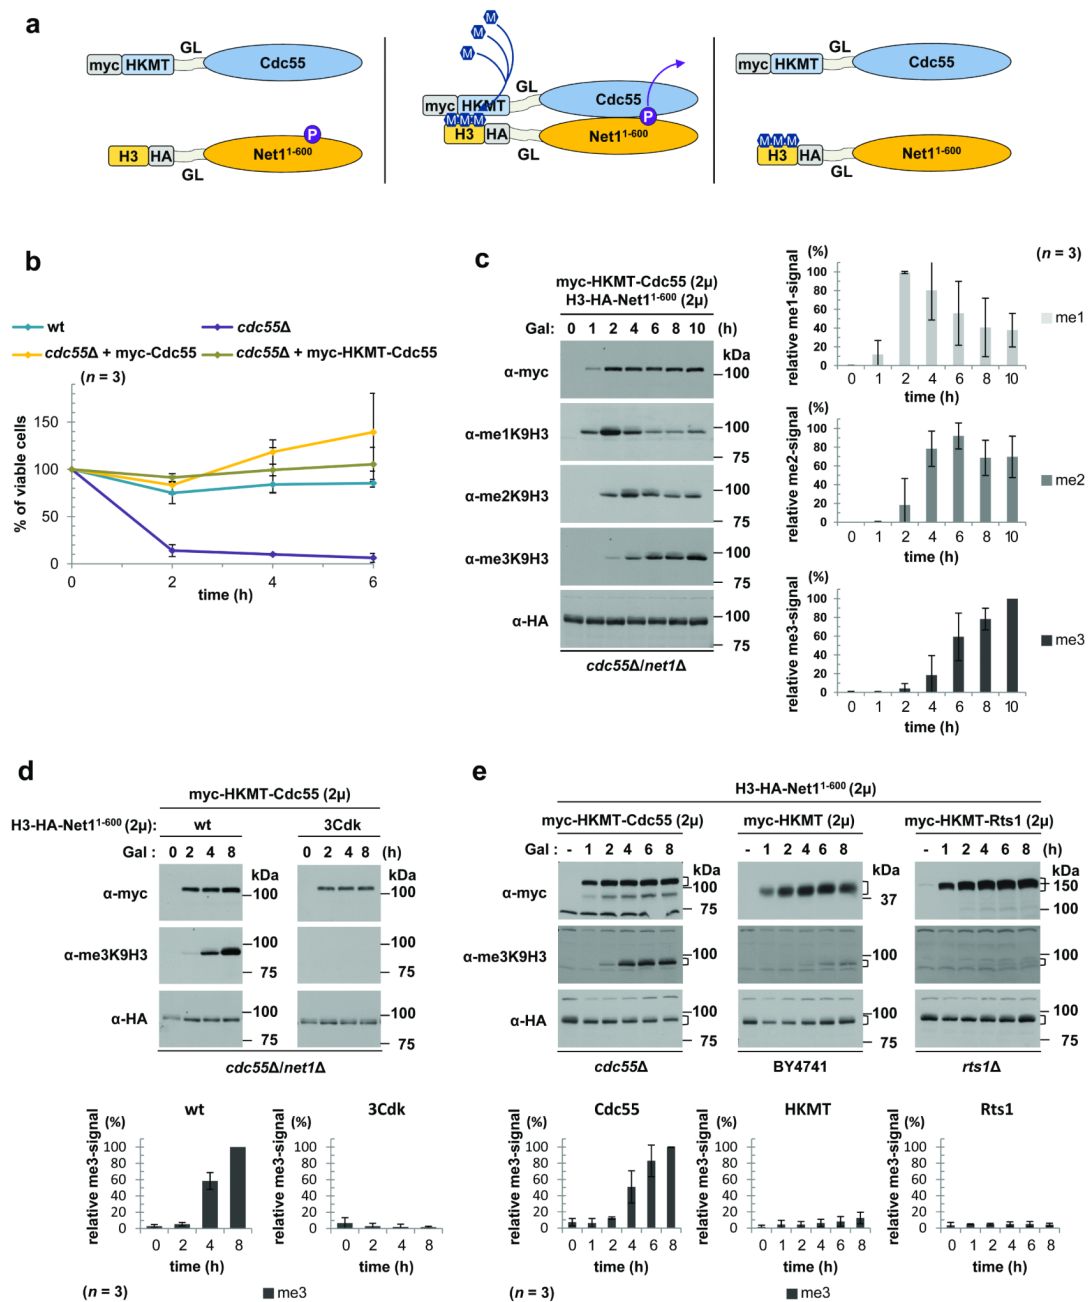 a
GL
myc HKMT Cdc55
P
H3 HA Net1¹⁻⁶⁰⁰
GL
M
M
M
GL
myc HKMT Cdc55
M M M
P
H3 HA Net1¹⁻⁶⁰⁰
GL
GL
myc HKMT Cdc55
M M M
H3 HA Net1¹⁻⁶⁰⁰
GL
b
wt
cdc55Δ
cdc55Δ + myc-Cdc55
cdc55Δ + myc-HKMT-Cdc55
(n = 3)
% of viable cells
150
100
50
0
0 2 4 6
time (h)
c
myc-HKMT-Cdc55 (2μ)
H3-HA-Net1¹⁻⁶⁰⁰ (2μ)
Gal: 0 1 2 4 6 8 10 (h)
kDa
α-myc
100
α-me1K9H3
100
75
α-me2K9H3
100
75
α-me3K9H3
100
75
α-HA
100
75
cdc55Δ/net1Δ
(%)
(n = 3)
relative me1-signal
100
80
60
40
20
0
0 1 2 4 6 8 10
time (h)
me1
(%)
relative me2-signal
100
80
60
40
20
0
0 1 2 4 6 8 10
time (h)
me2
(%)
relative me3-signal
100
80
60
40
20
0
0 1 2 4 6 8 10
time (h)
me3
d
myc-HKMT-Cdc55 (2μ)
H3-HA-Net1¹⁻⁶⁰⁰ (2μ): wt 3Cdk
Gal : 0 2 4 8 0 2 4 8 (h)
kDa kDa
α-myc
100 100
α-me3K9H3
100 100
75 75
α-HA
100 100
75 75
cdc55Δ/net1Δ
wt
(%)
relative me3-signal
100
80
60
40
20
0
0 2 4 8
time (h)
3Cdk
(%)
relative me3-signal
100
80
60
40
20
0
0 2 4 8
time (h)
(n = 3)
me3
e
H3-HA-Net1¹⁻⁶⁰⁰ (2μ)
myc-HKMT-Cdc55 (2μ) myc-HKMT (2μ) myc-HKMT-Rts1 (2μ)
Gal : - 1 2 4 6 8 - 1 2 4 6 8 - 1 2 4 6 8 (h)
kDa kDa kDa
α-myc
100
75
37
150
100
α-me3K9H3
100 100 100
α-HA
100 100 100
75 75 75
cdc55Δ BY4741 rts1Δ
Cdc55
(%)
relative me3-signal
100
80
60
40
20
0
0 1 2 4 6 8
time (h)
HKMT
(%)
relative me3-signal
100
80
60
40
20
0
0 1 2 4 6 8
time (h)
Rts1
(%)
relative me3-signal
100
80
60
40
20
0
0 1 2 4 6 8
time (h)
(n = 3)
me3